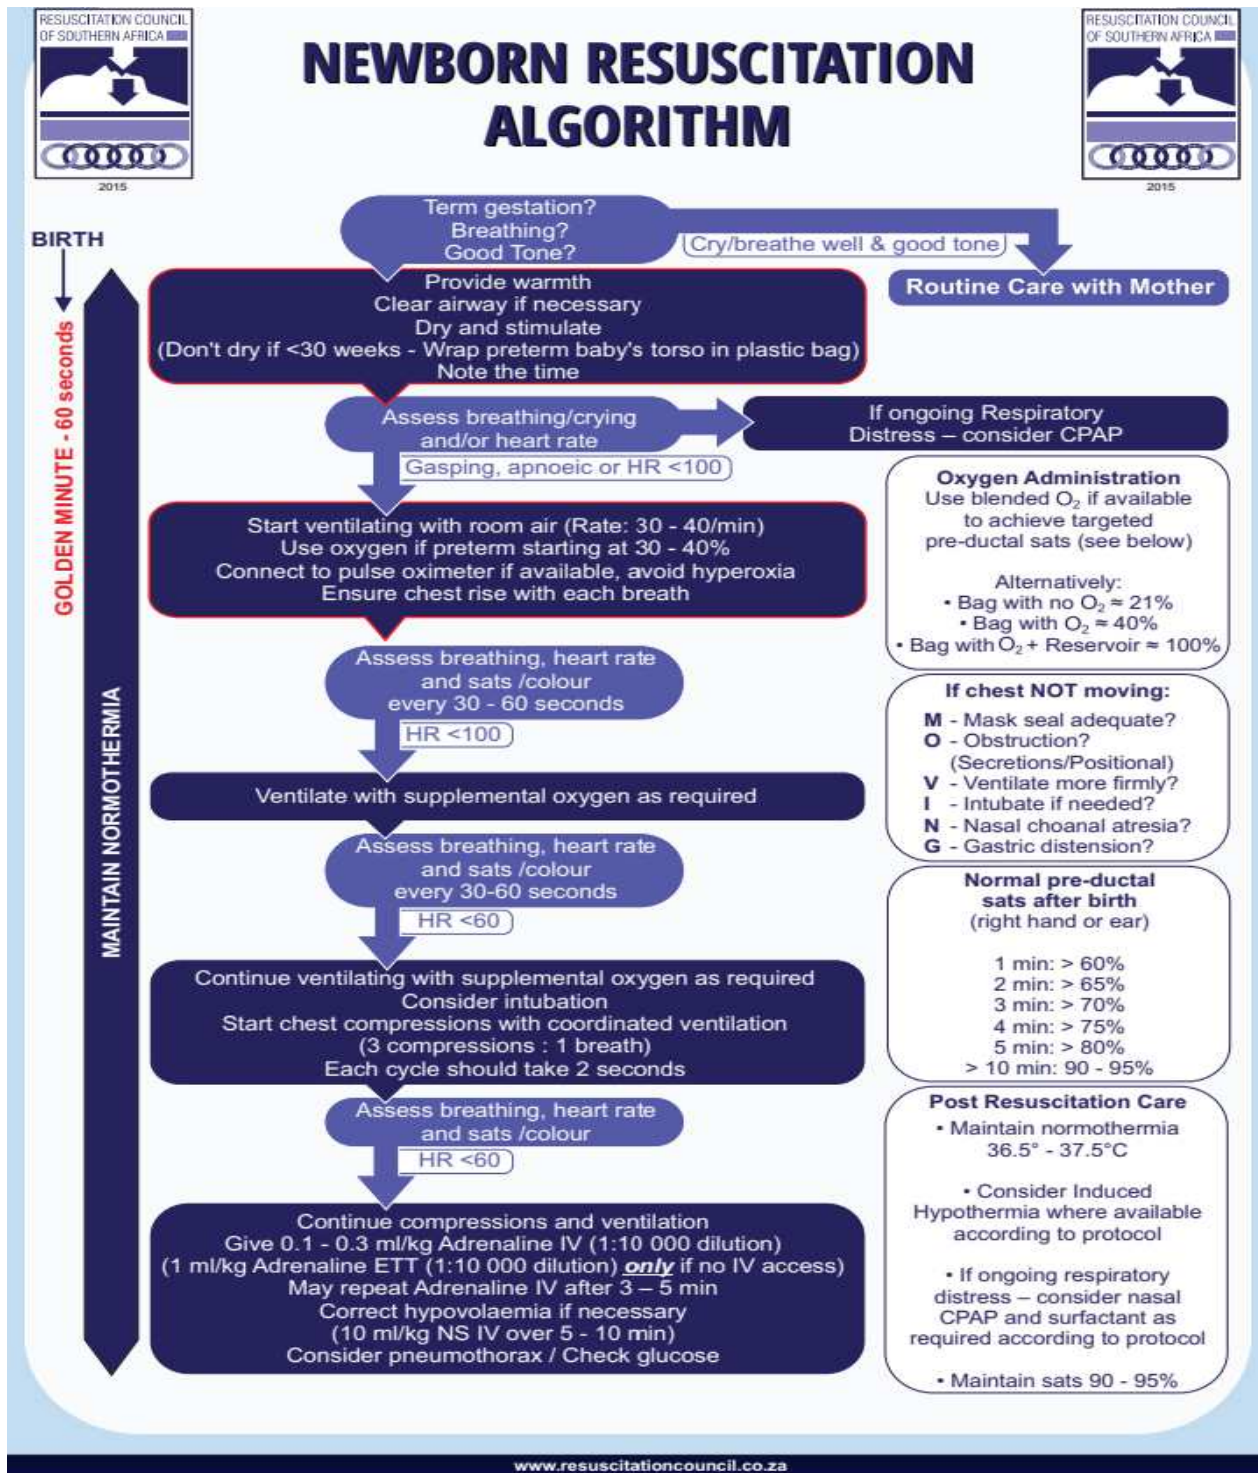 RESUSCITATION COUNCIL
OF SOUTHERN AFRICA
2015
NEWBORN RESUSCITATION
ALGORITHM
RESUSCITATION COUNCIL
OF SOUTHERN AFRICA
2015
BIRTH
GOLDEN MINUTE - 60 seconds
MAINTAIN NORMOTHERMIA
Term gestation?
Breathing?
Good Tone?
Cry/breathe well & good tone
Routine Care with Mother
Provide warmth
Clear airway if necessary
Dry and stimulate
(Don't dry if <30 weeks - Wrap preterm baby's torso in plastic bag)
Note the time
Assess breathing/crying
and/or heart rate
If ongoing Respiratory
Distress – consider CPAP
Gasping, apnoeic or HR <100
Start ventilating with room air (Rate: 30 - 40/min)
Use oxygen if preterm starting at 30 - 40%
Connect to pulse oximeter if available, avoid hyperoxia
Ensure chest rise with each breath
Assess breathing, heart rate
and sats /colour
every 30 - 60 seconds
HR <100
Ventilate with supplemental oxygen as required
Assess breathing, heart rate
and sats /colour
every 30-60 seconds
HR <60
Continue ventilating with supplemental oxygen as required
Consider intubation
Start chest compressions with coordinated ventilation
(3 compressions : 1 breath)
Each cycle should take 2 seconds
Assess breathing, heart rate
and sats /colour
HR <60
Continue compressions and ventilation
Give 0.1 - 0.3 ml/kg Adrenaline IV (1:10 000 dilution)
(1 ml/kg Adrenaline ETT (1:10 000 dilution) only if no IV access)
May repeat Adrenaline IV after 3 – 5 min
Correct hypovolaemia if necessary
(10 ml/kg NS IV over 5 - 10 min)
Consider pneumothorax / Check glucose
Oxygen Administration
Use blended O₂ if available
to achieve targeted
pre-ductal sats (see below)
Alternatively:
• Bag with no O₂ ≈ 21%
• Bag with O₂ ≈ 40%
• Bag with O₂ + Reservoir ≈ 100%
If chest NOT moving:
M - Mask seal adequate?
O - Obstruction?
(Secretions/Positional)
V - Ventilate more firmly?
I - Intubate if needed?
N - Nasal choanal atresia?
G - Gastric distension?
Normal pre-ductal
sats after birth
(right hand or ear)
1 min: > 60%
2 min: > 65%
3 min: > 70%
4 min: > 75%
5 min: > 80%
> 10 min: 90 - 95%
Post Resuscitation Care
• Maintain normothermia
36.5° - 37.5°C
• Consider Induced
Hypothermia where available
according to protocol
• If ongoing respiratory
distress – consider nasal
CPAP and surfactant as
required according to protocol
• Maintain sats 90 - 95%
www.resuscitationcouncil.co.za